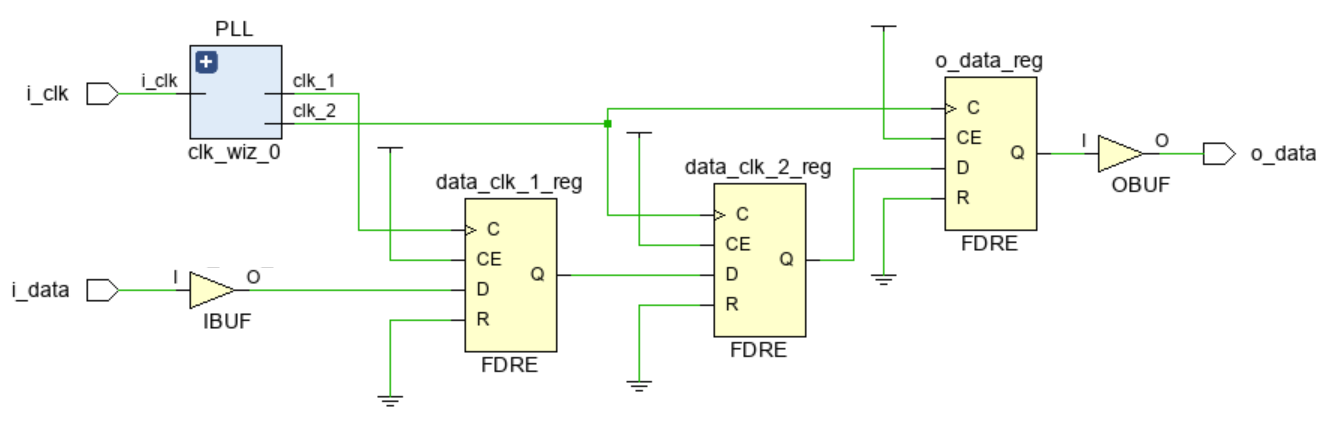 PLL
i_clk
i_clk
clk_1
clk_2
clk_wiz_0
i_data
I
O
IBUF
data_clk_1_reg
C
CE
D
R
Q
FDRE
data_clk_2_reg
C
CE
D
R
Q
FDRE
o_data_reg
C
CE
D
R
Q
FDRE
I
O
OBUF
o_data